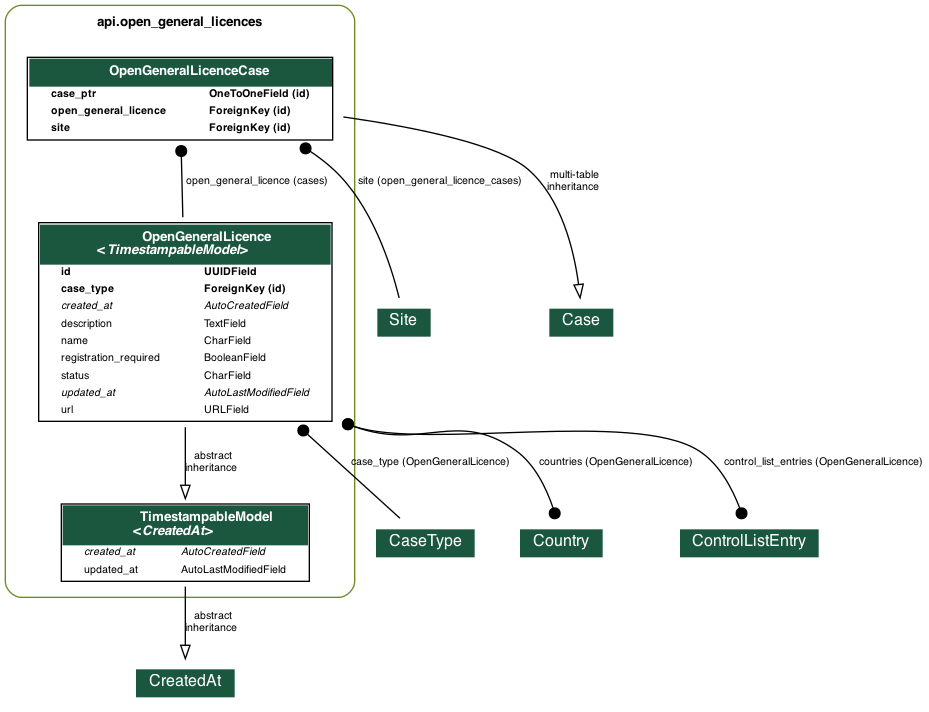 api.open_general_licences
OpenGeneralLicenceCase
case_ptr OneToOneField (id)
open_general_licence ForeignKey (id)
site ForeignKey (id)
open_general_licence (cases)
site (open_general_licence_cases)
multi-table
inheritance
OpenGeneralLicence
<TimestampableModel>
id UUIDField
case_type ForeignKey (id)
created_at AutoCreatedField
description TextField
name CharField
registration_required BooleanField
status CharField
updated_at AutoLastModifiedField
url URLField
Site
Case
abstract
inheritance
case_type (OpenGeneralLicence)
countries (OpenGeneralLicence)
control_list_entries (OpenGeneralLicence)
TimestampableModel
<CreatedAt>
created_at AutoCreatedField
updated_at AutoLastModifiedField
CaseType
Country
ControlListEntry
abstract
inheritance
CreatedAt